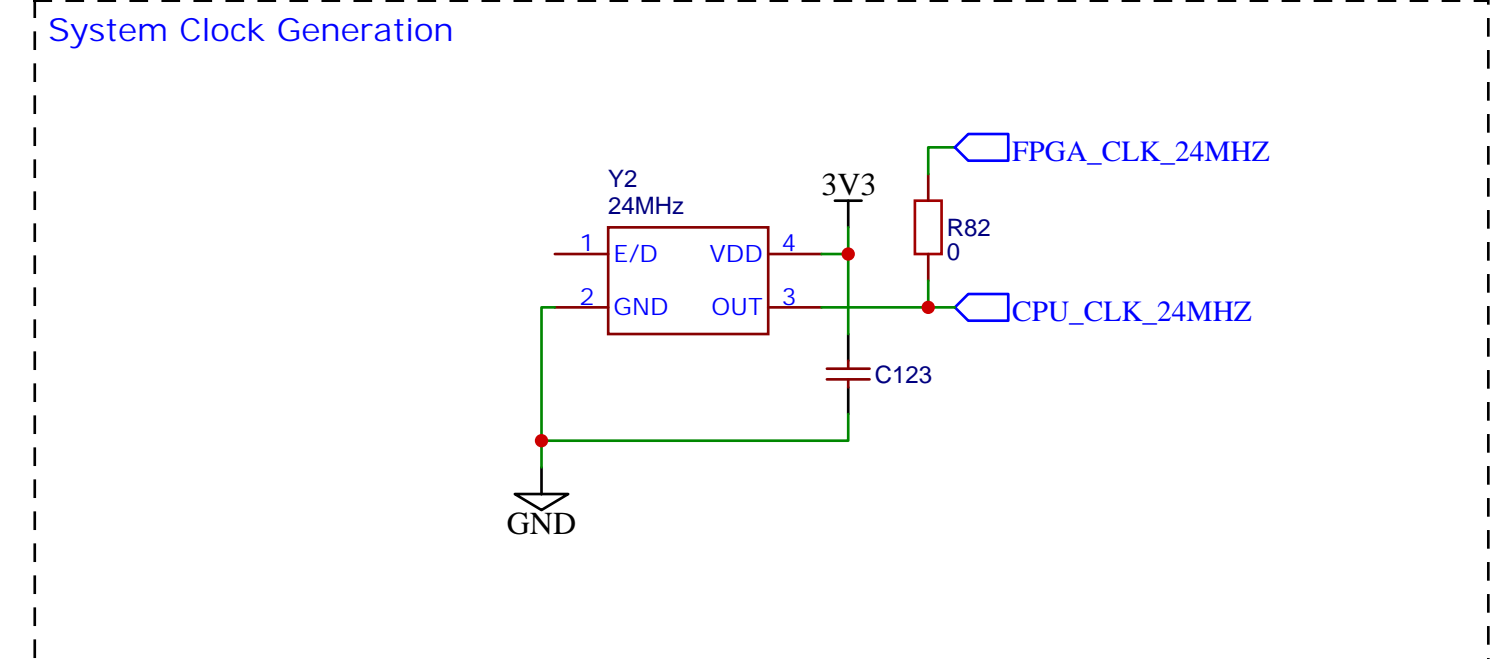 System Clock Generation
FPGA_CLK_24MHZ
Y2
24MHz
3V3
R82
0
1
E/D
VDD
4
2
GND
OUT
3
CPU_CLK_24MHZ
C123
GND